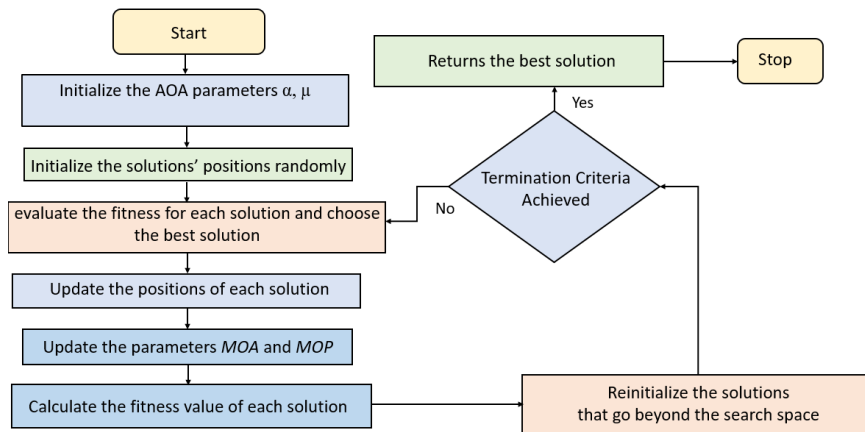 Start
Initialize the AOA parameters α, μ
Initialize the solutions’ positions randomly
evaluate the fitness for each solution and choose
the best solution
Update the positions of each solution
Update the parameters MOA and MOP
Calculate the fitness value of each solution
Reinitialize the solutions
that go beyond the search space
Termination Criteria
Achieved
No
Yes
Returns the best solution
Stop